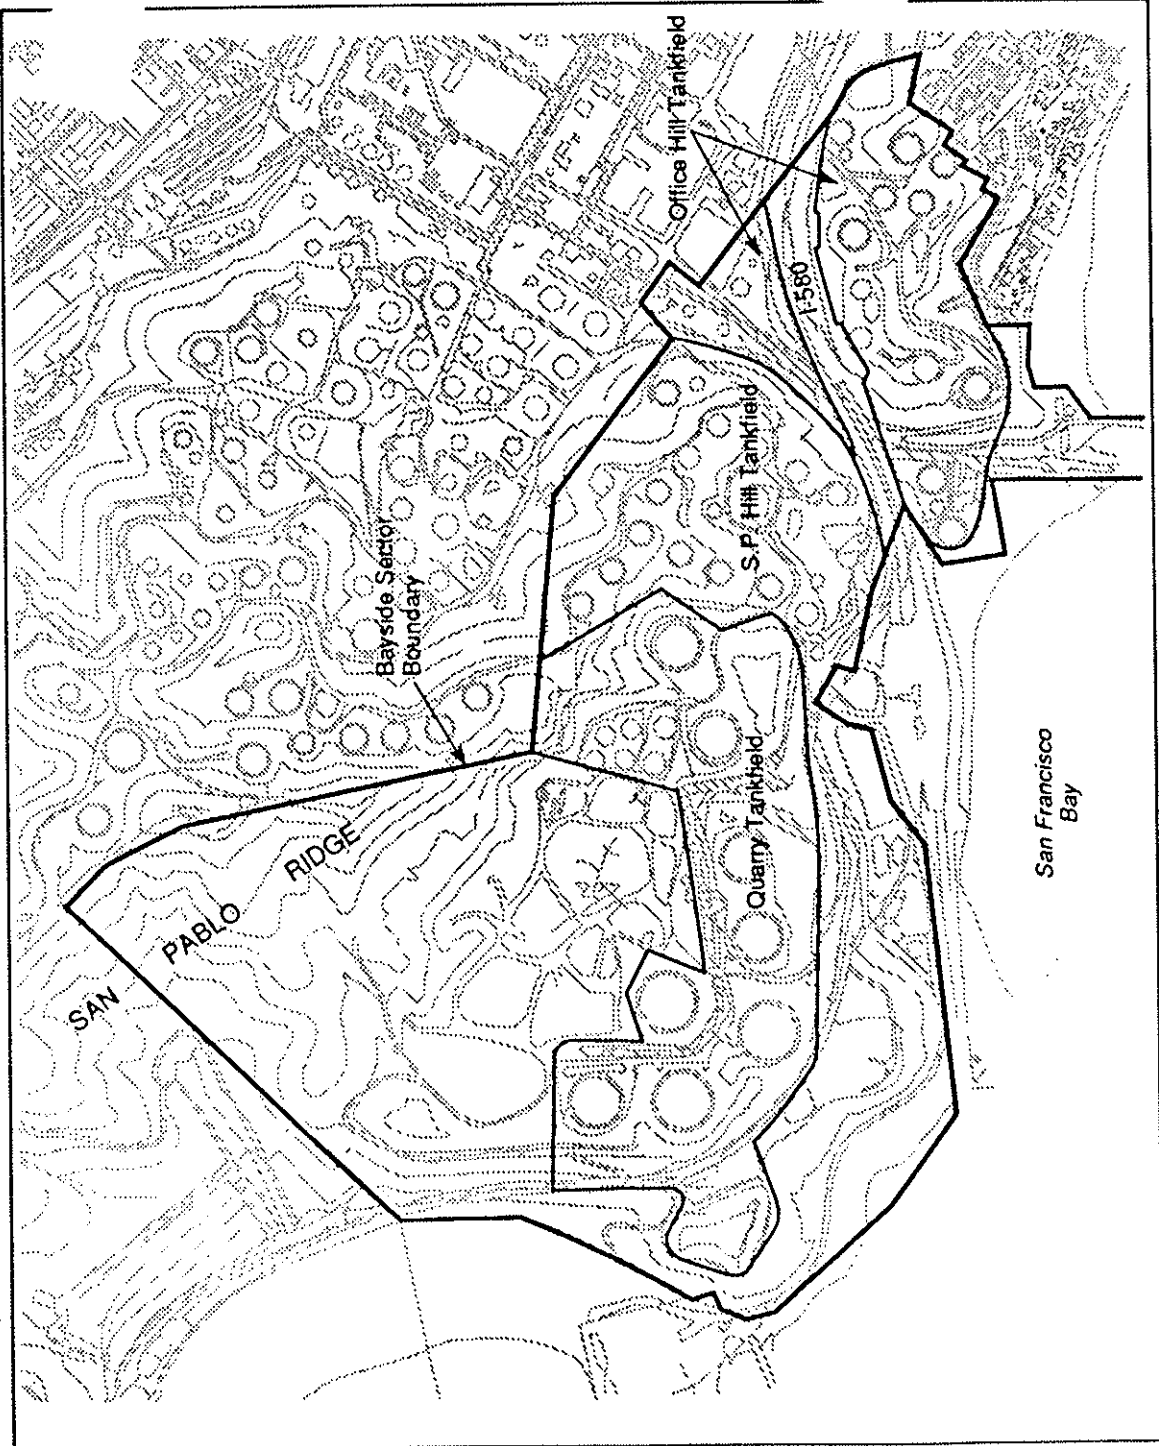 Office Hill Tankfield
I-580
S.P. Hill Tankfield
Bayside Sector
Boundary
Quarry Tankfield
SAN PABLO RIDGE
San Francisco
Bay